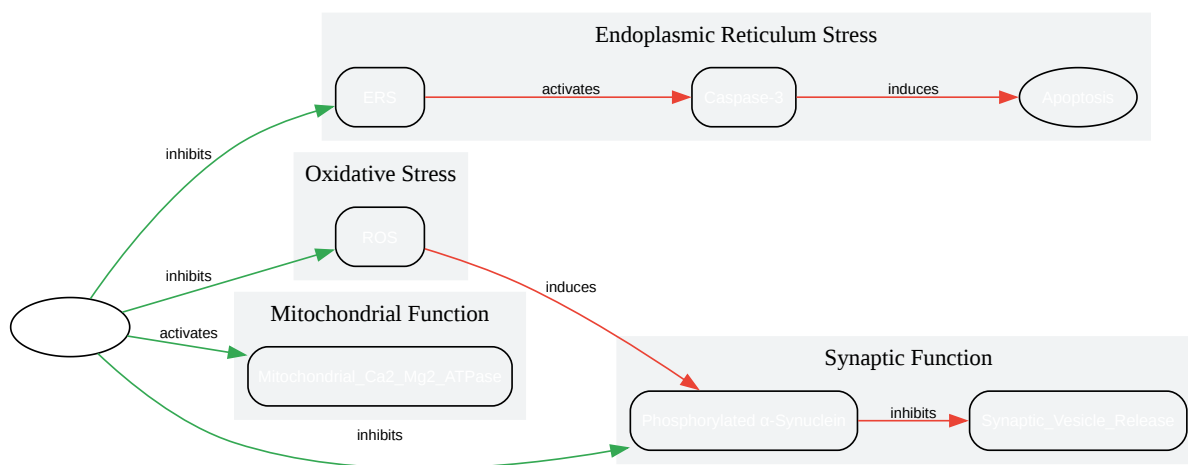 Endoplasmic Reticulum Stress
ERS
activates
Caspase-3
induces
Apoptosis
inhibits
Oxidative Stress
ROS
inhibits
induces
Mitochondrial Function
activates
Mitochondrial_Ca2_Mg2_ATPase
Synaptic Function
Phosphorylated α-Synuclein
inhibits
Synaptic_Vesicle_Release
inhibits